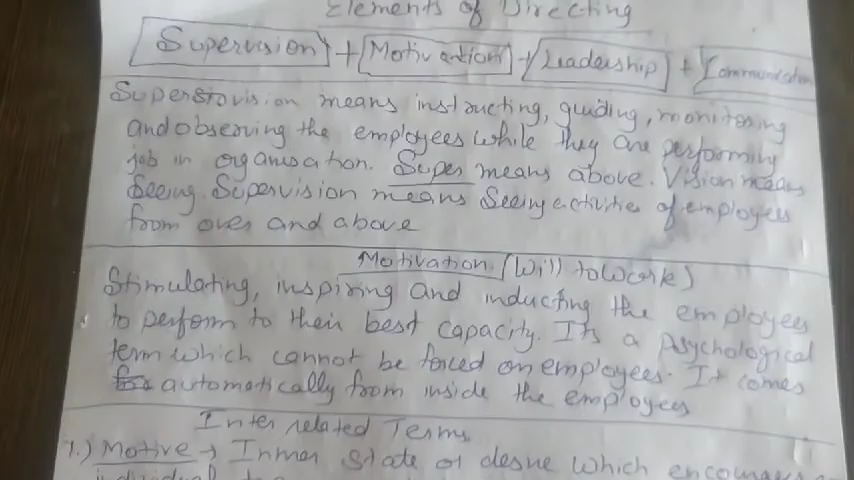 Elements of Directing
Supervision + Motivation + Leadership + Communication
Superstovision means instucting, guiding, monitoring
and observing the employees while they are performing
job in organisation. Super means above. Vision means
Seeing. Supervision means Seeing activities of employees
from over and above
Motivation (Will to Work)
Stimulating, inspiring and inducting the employees
to perform to their best capacity. Its a psychological
term which cannot be forced on employees. It comes
automatically from inside the employees
Inter related Terms
1.) Motive → Inner State of desire which encourages
individual to